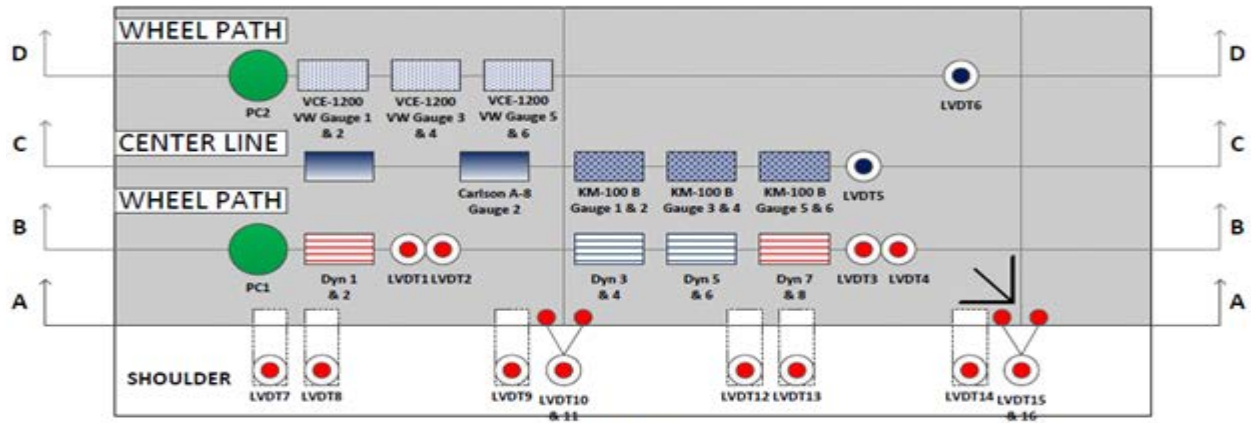 WHEEL PATH
D
D
PC2
VCE-1200
VW Gauge 1
& 2
VCE-1200
VW Gauge 3
& 4
VCE-1200
VW Gauge 5
& 6
LVDT6
C
C
CENTER LINE
Carlson A-8
Gauge 2
KM-100 B
Gauge 1 & 2
KM-100 B
Gauge 3 & 4
KM-100 B
Gauge 5 & 6
LVDT5
WHEEL PATH
B
B
PC1
Dyn 1
& 2
LVDT1
LVDT2
Dyn 3
& 4
Dyn 5
& 6
Dyn 7
& 8
LVDT3
LVDT4
A
A
SHOULDER
LVDT7
LVDT8
LVDT9
LVDT10
& 11
LVDT12
LVDT13
LVDT14
LVDT15
& 16